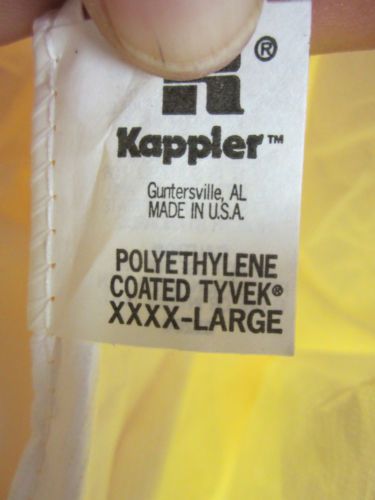 ®
Kappler™
Guntersville, AL
MADE IN U.S.A.
POLYETHYLENE
COATED TYVEK®
XXXX-LARGE